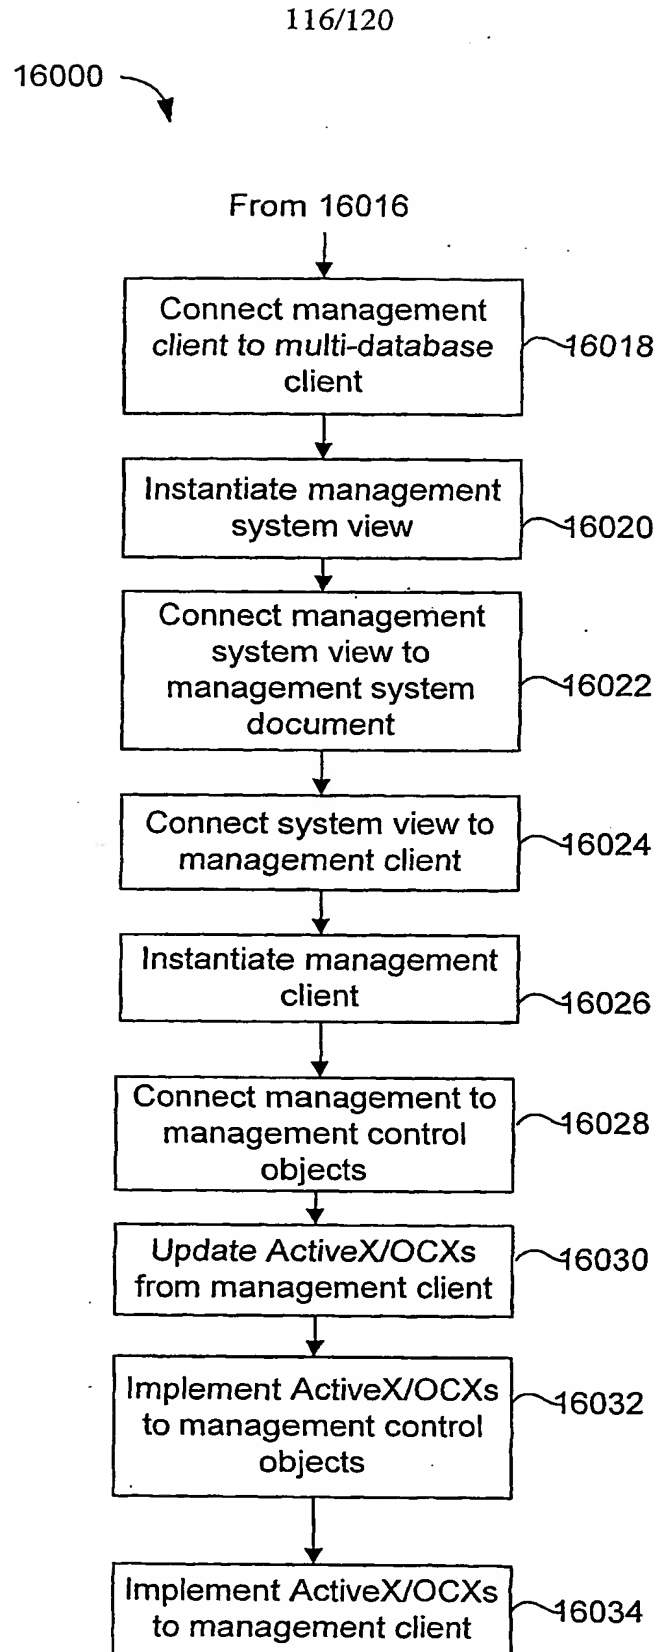 116/120
16000
From 16016
Connect management
client to multi-database
client
16018
Instantiate management
system view
16020
Connect management
system view to
management system
document
16022
Connect system view to
management client
16024
Instantiate management
client
16026
Connect management to
management control
objects
16028
Update ActiveX/OCXs
from management client
16030
Implement ActiveX/OCXs
to management control
objects
16032
Implement ActiveX/OCXs
to management client
16034